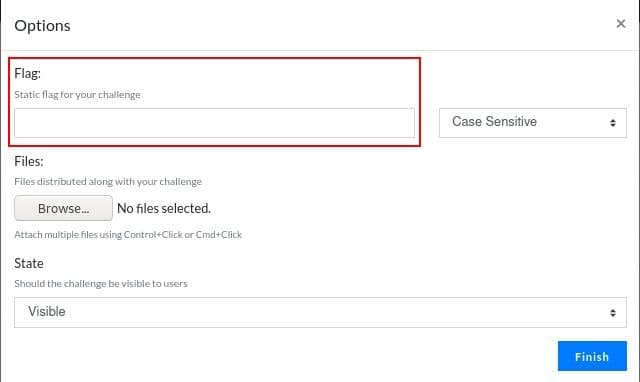 Options
×
Flag:
Static flag for your challenge
Case Sensitive
Files:
Files distributed along with your challenge
Browse... No files selected.
Attach multiple files using Control+Click or Cmd+Click
State
Should the challenge be visible to users
Visible
Finish